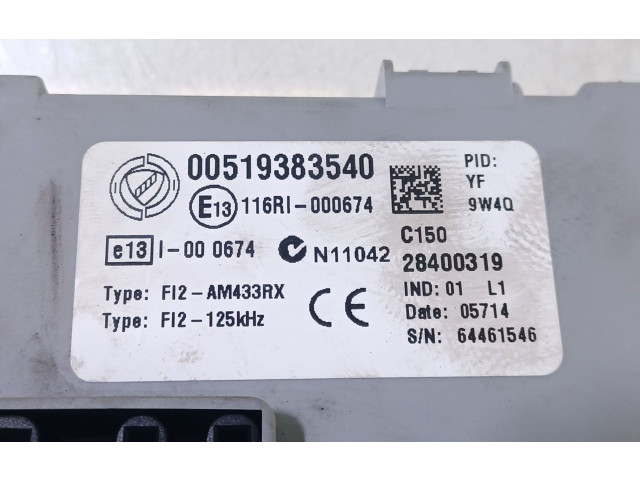 00519383540
E13 116RI-000674
e13 I-00 0674
N11042
Type: FI2-AM433RX
Type: FI2-125kHz
CE
PID:
YF
9W4Q
C150
28400319
IND: 01 L1
Date: 05714
S/N: 64461546